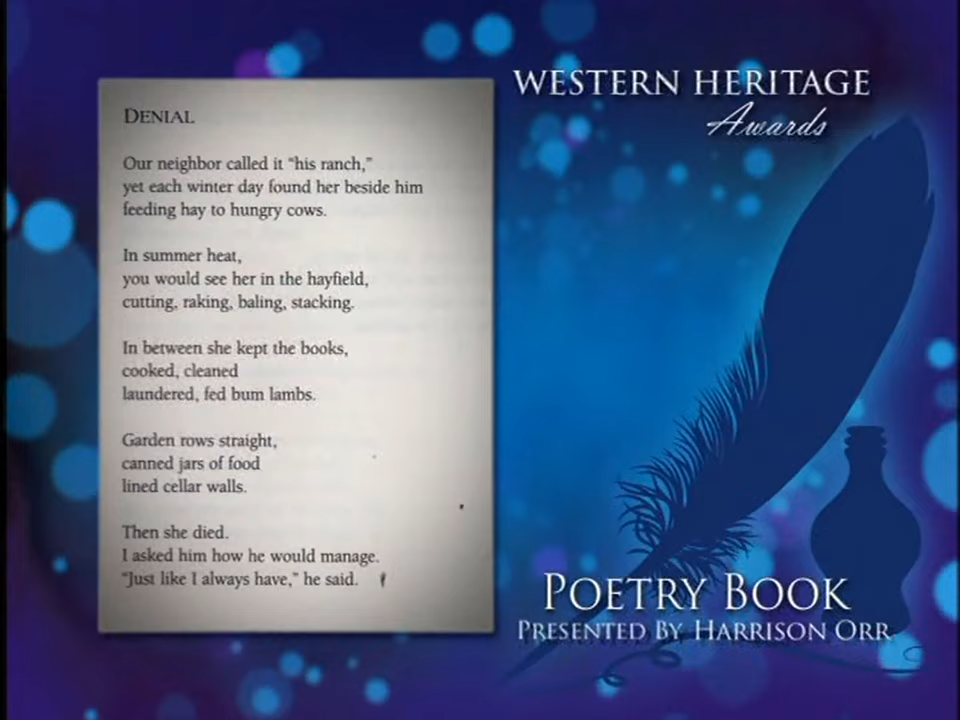 DENIAL
Our neighbor called it “his ranch,”
yet each winter day found her beside him
feeding hay to hungry cows.
In summer heat,
you would see her in the hayfield,
cutting, raking, baling, stacking.
In between she kept the books,
cooked, cleaned
laundered, fed bum lambs.
Garden rows straight,
canned jars of food
lined cellar walls.
Then she died.
I asked him how he would manage.
“Just like I always have,” he said.
WESTERN HERITAGE
Awards
POETRY BOOK
PRESENTED BY HARRISON ORR